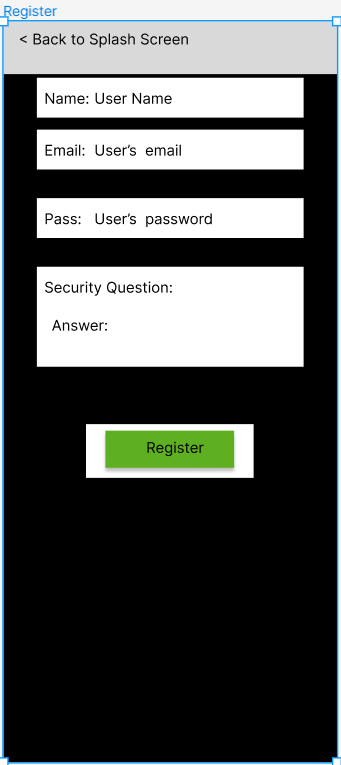 Register
< Back to Splash Screen
Name: User Name
Email: User's email
Pass: User's password
Security Question:
Answer:
Register